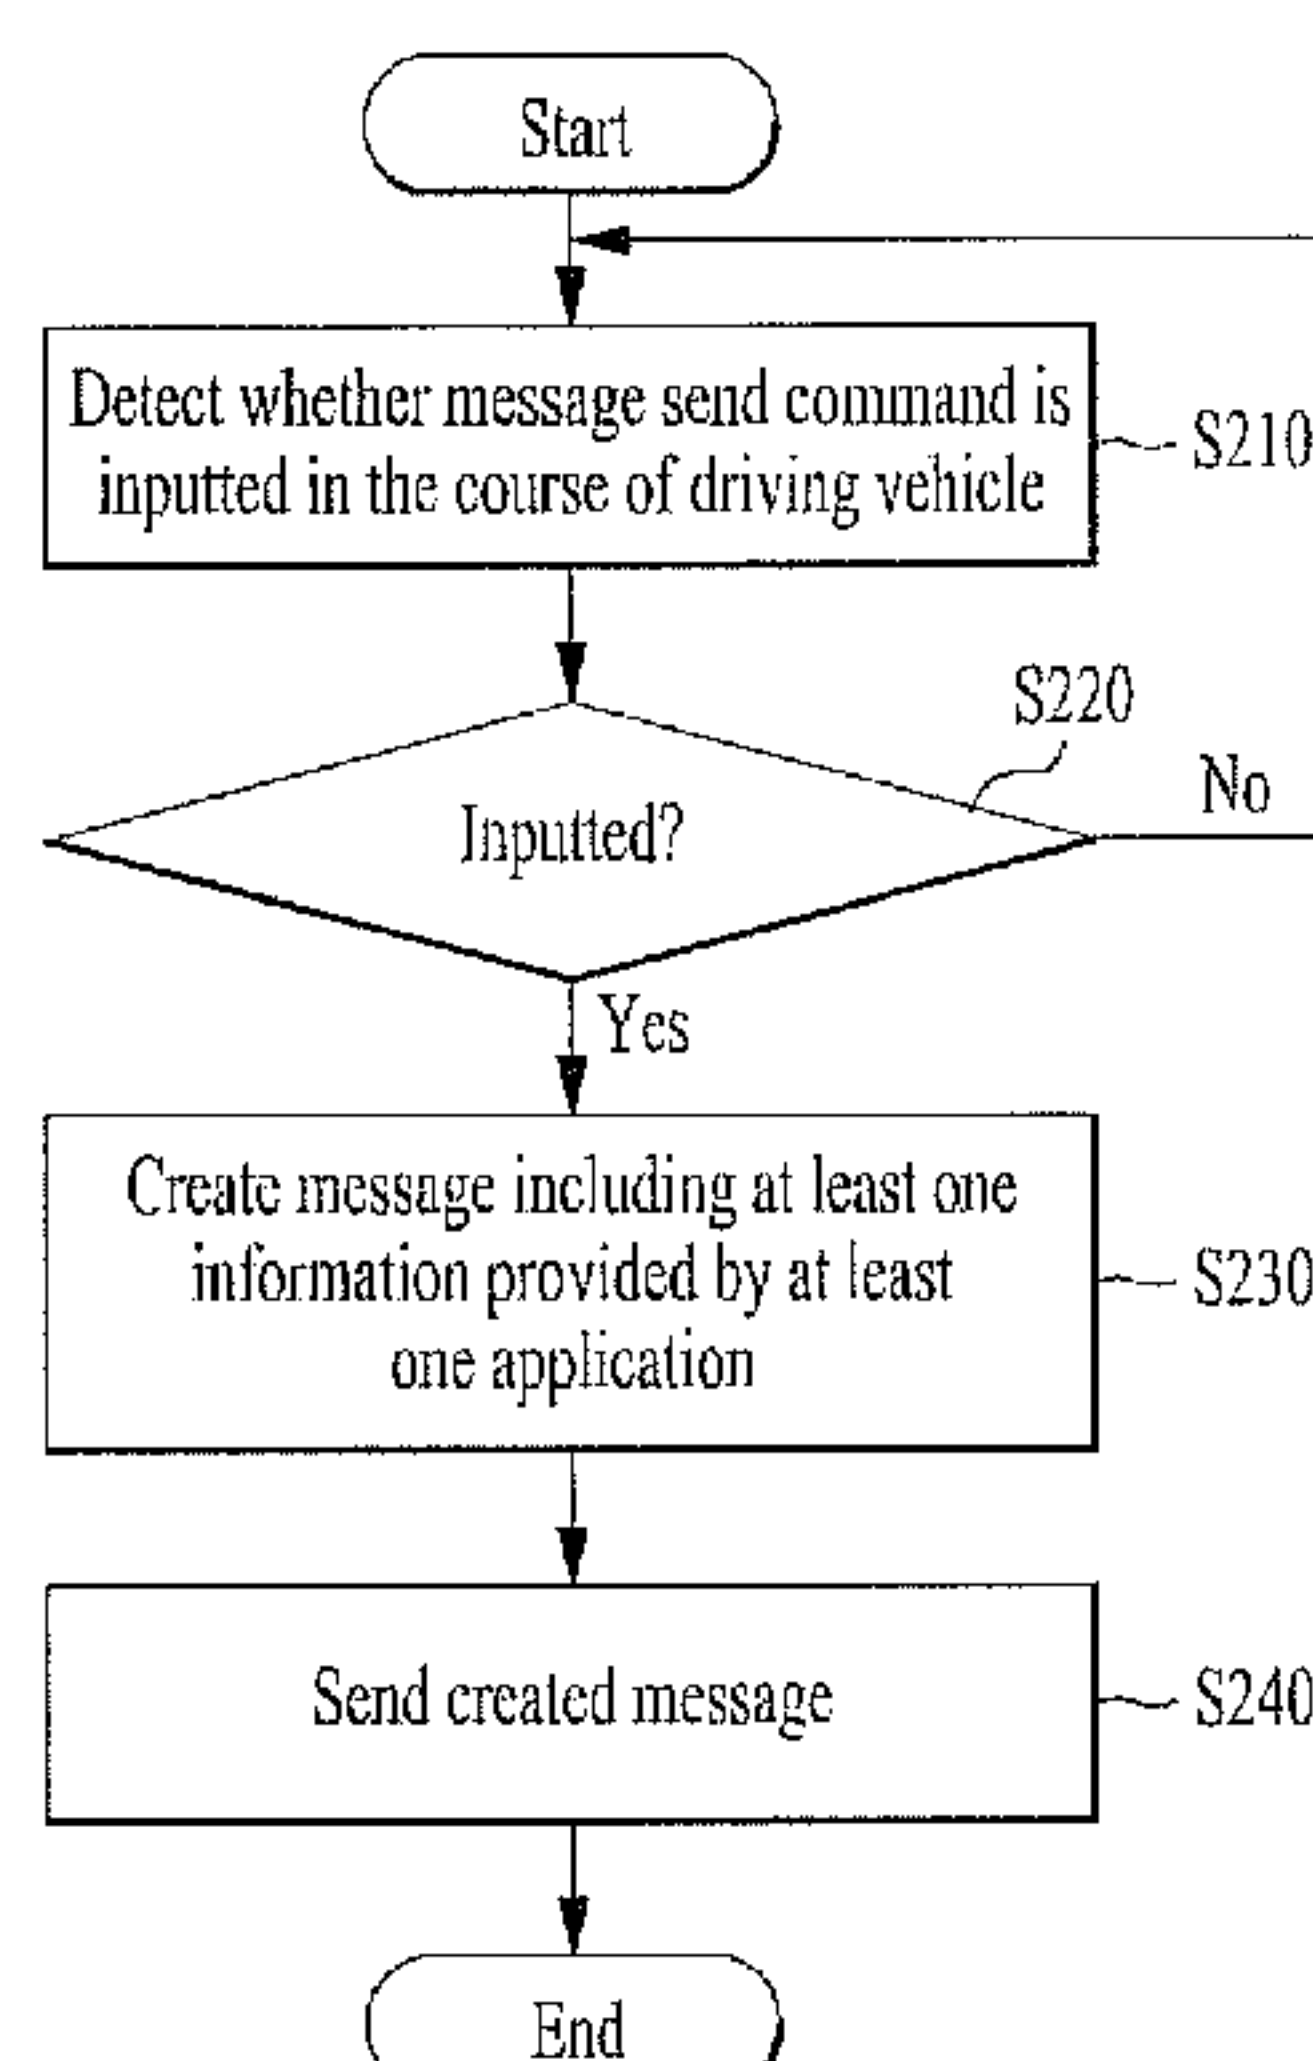 Start
Detect whether message send command is
inputted in the course of driving vehicle
S210
S220
Inputted?
No
Yes
Create message including at least one
information provided by at least
one application
S230
Send created message
S240
End